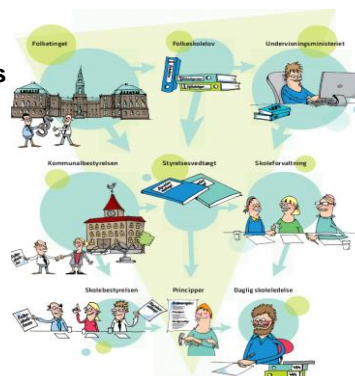 Folketinget
Folkeskolelov
Undervisningsministeriet
s
Kommunalbestyrelsen
Styrelsesvedtægt
Skoleforvaltning
Skolebestyrelsen
Principper
Daglig skoleledelse